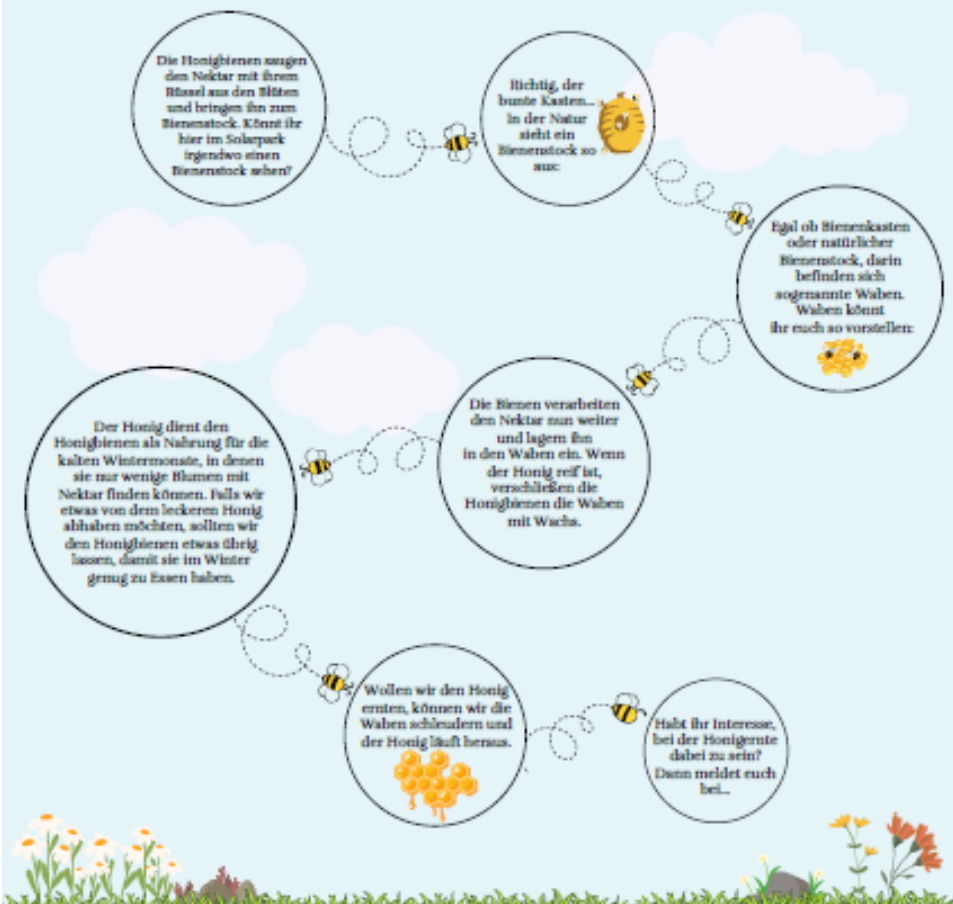 Die Honigbienen saugen
den Nektar mit ihrem
Rüssel aus den Blüten
und bringen ihn zum
Bienenstock. Könnt ihr
hier im Solarpark
irgendwo einen
Bienenstock sehen?
Richtig, der
bunte Kasten...
in der Natur
sieht ein
Bienenstock so
aus:
Egal ob Bienenkasten
oder natürlicher
Bienenstock, darin
befinden sich
sogenannte Waben.
Waben könnt
ihr euch so vorstellen:
Die Bienen verarbeiten
den Nektar nun weiter
und lagern ihn
in den Waben ein. Wenn
der Honig reif ist,
verschließen die
Honigbienen die Waben
mit Wachs.
Der Honig dient den
Honigbienen als Nahrung für die
kalten Wintermonate, in denen
sie nur wenige Blumen mit
Nektar finden können. Falls wir
etwas von dem leckeren Honig
abhaben möchten, sollten wir
den Honigbienen etwas übrig
lassen, damit sie im Winter
genug zu Essen haben.
Wollen wir den Honig
ernten, können wir die
Waben schleudern und
der Honig läuft heraus.
Habt ihr Interesse,
bei der Honigernte
dabei zu sein?
Dann meldet euch
bei...